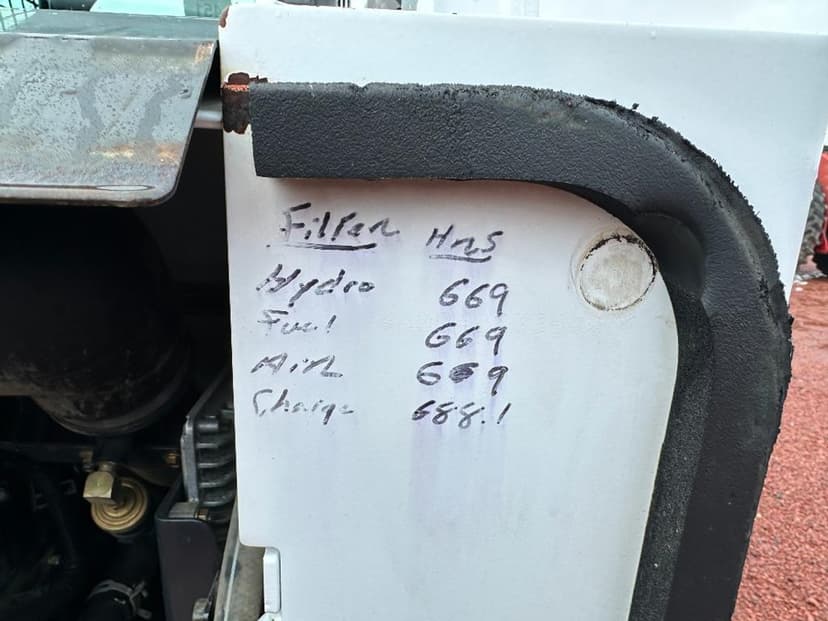 Filter Hrs
Hydro 669
Fuel 669
Air 669
Charge 688.1